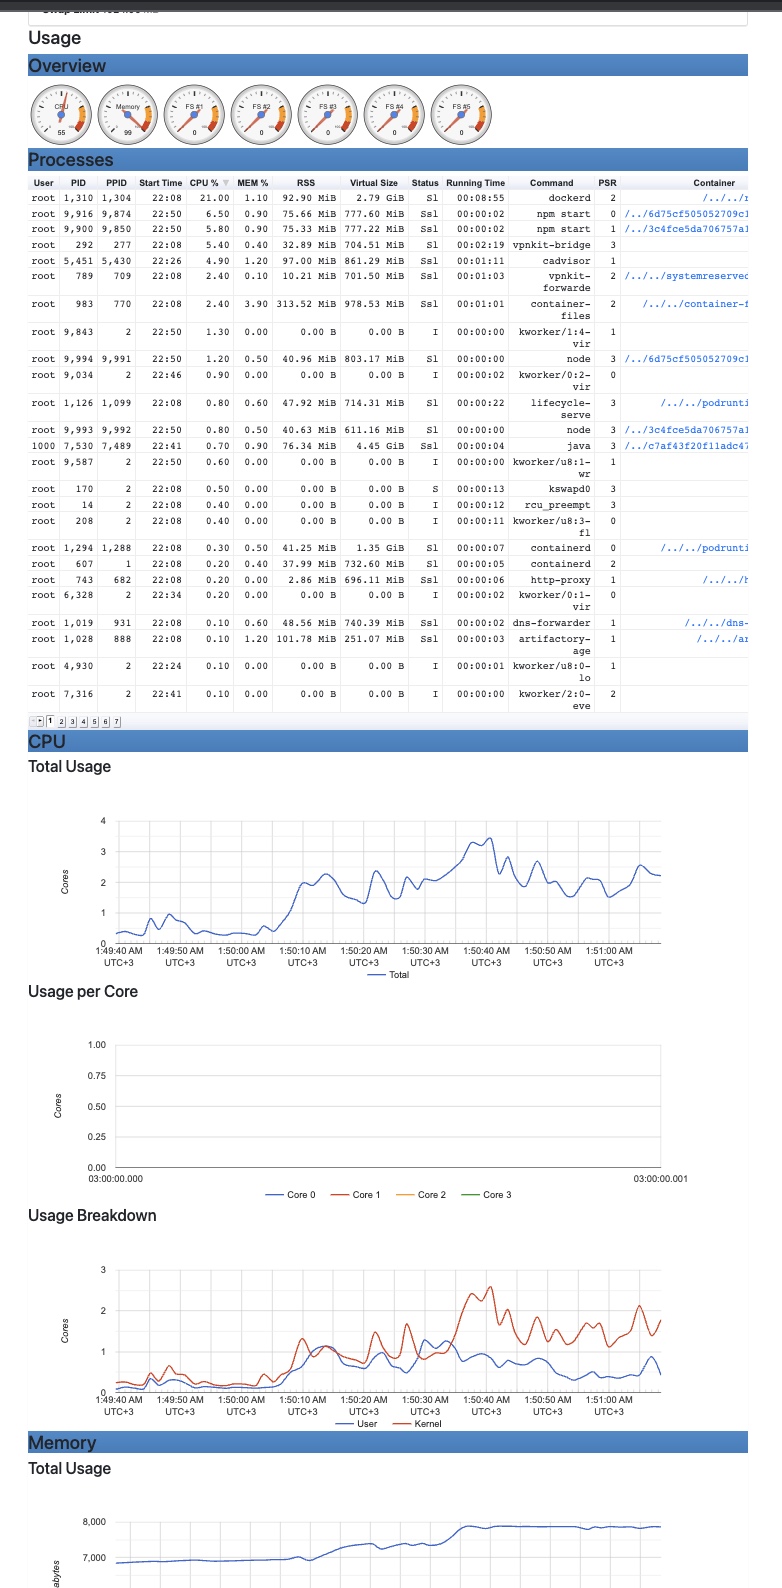 Usage
Overview
CPU Memory FS #1 FS #2 FS #3 FS #4 FS #5
55 99 0 0 0 0 0
Processes
User PID PPID Start Time CPU % ▼ MEM % RSS Virtual Size Status Running Time Command PSR Container
root 1,310 1,304 22:08 21.00 1.10 92.90 MiB 2.79 GiB Sl 00:08:55 dockerd 2
root 9,916 9,874 22:50 6.50 0.90 75.66 MiB 777.60 MiB Ssl 00:00:02 npm start 0 /../6d75cf505052709c1
root 9,900 9,850 22:50 5.80 0.90 75.33 MiB 777.22 MiB Ssl 00:00:02 npm start 1 /../3c4fce5da706757a1
root 292 277 22:08 5.40 0.40 32.89 MiB 704.51 MiB Sl 00:02:19 vpnkit-bridge 3
root 5,451 5,430 22:26 4.90 1.20 97.00 MiB 861.29 MiB Ssl 00:01:11 cadvisor 1
root 789 709 22:08 2.40 0.10 10.21 MiB 701.50 MiB Ssl 00:01:03 vpnkit- 2 /../../systemreserved
forwarde
root 983 770 22:08 2.40 3.90 313.52 MiB 978.53 MiB Ssl 00:01:01 container- 2 /../../container-f
files
root 9,843 2 22:50 1.30 0.00 0.00 B 0.00 B I 00:00:00 kworker/1:4- 1
vir
root 9,994 9,991 22:50 1.20 0.50 40.96 MiB 803.17 MiB Sl 00:00:00 node 3 /../6d75cf505052709c1
root 9,034 2 22:46 0.90 0.00 0.00 B 0.00 B I 00:00:02 kworker/0:2- 0
vir
root 1,126 1,099 22:08 0.80 0.60 47.92 MiB 714.31 MiB Sl 00:00:22 lifecycle- 3 /../../podrunti
serve
root 9,993 9,992 22:50 0.80 0.50 40.63 MiB 611.16 MiB Sl 00:00:00 node 3 /../3c4fce5da706757a1
1000 7,530 7,489 22:41 0.70 0.90 76.34 MiB 4.45 GiB Ssl 00:00:04 java 3 /../c7af43f20f11adc47
root 9,587 2 22:50 0.60 0.00 0.00 B 0.00 B I 00:00:00 kworker/u8:1- 1
wr
root 170 2 22:08 0.50 0.00 0.00 B 0.00 B S 00:00:13 kswapd0 3
root 14 2 22:08 0.40 0.00 0.00 B 0.00 B I 00:00:12 rcu_preempt 3
root 208 2 22:08 0.40 0.00 0.00 B 0.00 B I 00:00:11 kworker/u8:3- 0
fl
root 1,294 1,288 22:08 0.30 0.50 41.25 MiB 1.35 GiB Sl 00:00:07 containerd 0 /../../podrunti
root 607 1 22:08 0.20 0.40 37.99 MiB 732.60 MiB Sl 00:00:05 containerd 2
root 743 682 22:08 0.20 0.00 2.86 MiB 696.11 MiB Ssl 00:00:06 http-proxy 1 /../../h
root 6,328 2 22:34 0.20 0.00 0.00 B 0.00 B I 00:00:02 kworker/0:1- 0
vir
root 1,019 931 22:08 0.10 0.60 48.56 MiB 740.39 MiB Ssl 00:00:02 dns-forwarder 1 /../../dns-
root 1,028 888 22:08 0.10 1.20 101.78 MiB 251.07 MiB Ssl 00:00:03 artifactory- 1 /../../ar
age
root 4,930 2 22:24 0.10 0.00 0.00 B 0.00 B I 00:00:01 kworker/u8:0- 1
lo
root 7,316 2 22:41 0.10 0.00 0.00 B 0.00 B I 00:00:00 kworker/2:0- 2
eve
1 2 3 4 5 6 7
CPU
Total Usage
4
3
2
1
0
Cores
1:49:40 AM 1:49:50 AM 1:50:00 AM 1:50:10 AM 1:50:20 AM 1:50:30 AM 1:50:40 AM 1:50:50 AM 1:51:00 AM
UTC+3 UTC+3 UTC+3 UTC+3 UTC+3 UTC+3 UTC+3 UTC+3 UTC+3
Total
Usage per Core
1.00
0.75
0.50
0.25
0.00
Cores
03:00:00.000 03:00:00.001
Core 0 Core 1 Core 2 Core 3
Usage Breakdown
3
2
1
0
Cores
1:49:40 AM 1:49:50 AM 1:50:00 AM 1:50:10 AM 1:50:20 AM 1:50:30 AM 1:50:40 AM 1:50:50 AM 1:51:00 AM
UTC+3 UTC+3 UTC+3 UTC+3 UTC+3 UTC+3 UTC+3 UTC+3 UTC+3
User Kernel
Memory
Total Usage
8,000
7,000